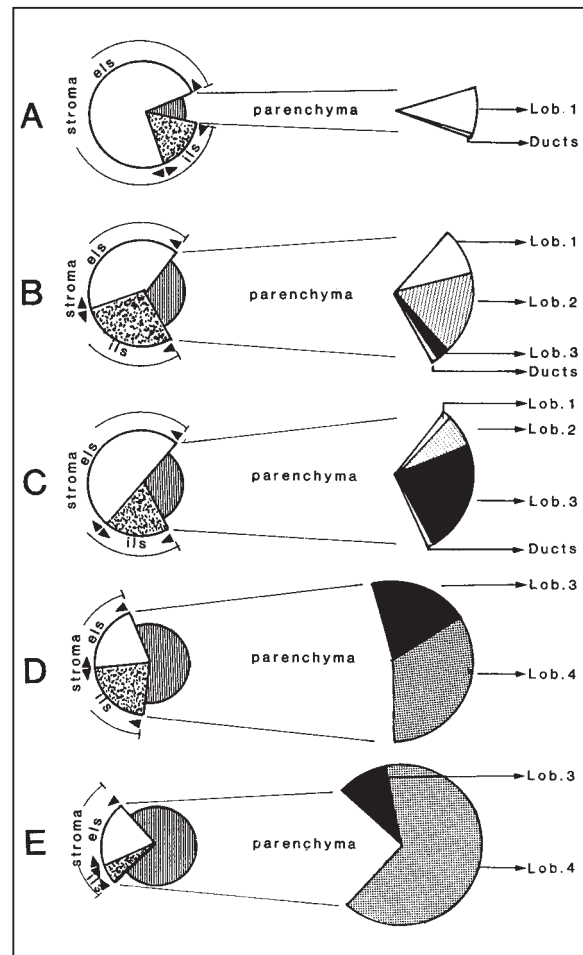 A
stroma
els
ils
parenchyma
Lob.1
Ducts
B
stroma
els
ils
parenchyma
Lob.1
Lob.2
Lob.3
Ducts
C
stroma
els
ils
parenchyma
Lob.1
Lob.2
Lob.3
Ducts
D
stroma
els
ils
parenchyma
Lob.3
Lob.4
E
stroma
els
ils
parenchyma
Lob.3
Lob.4